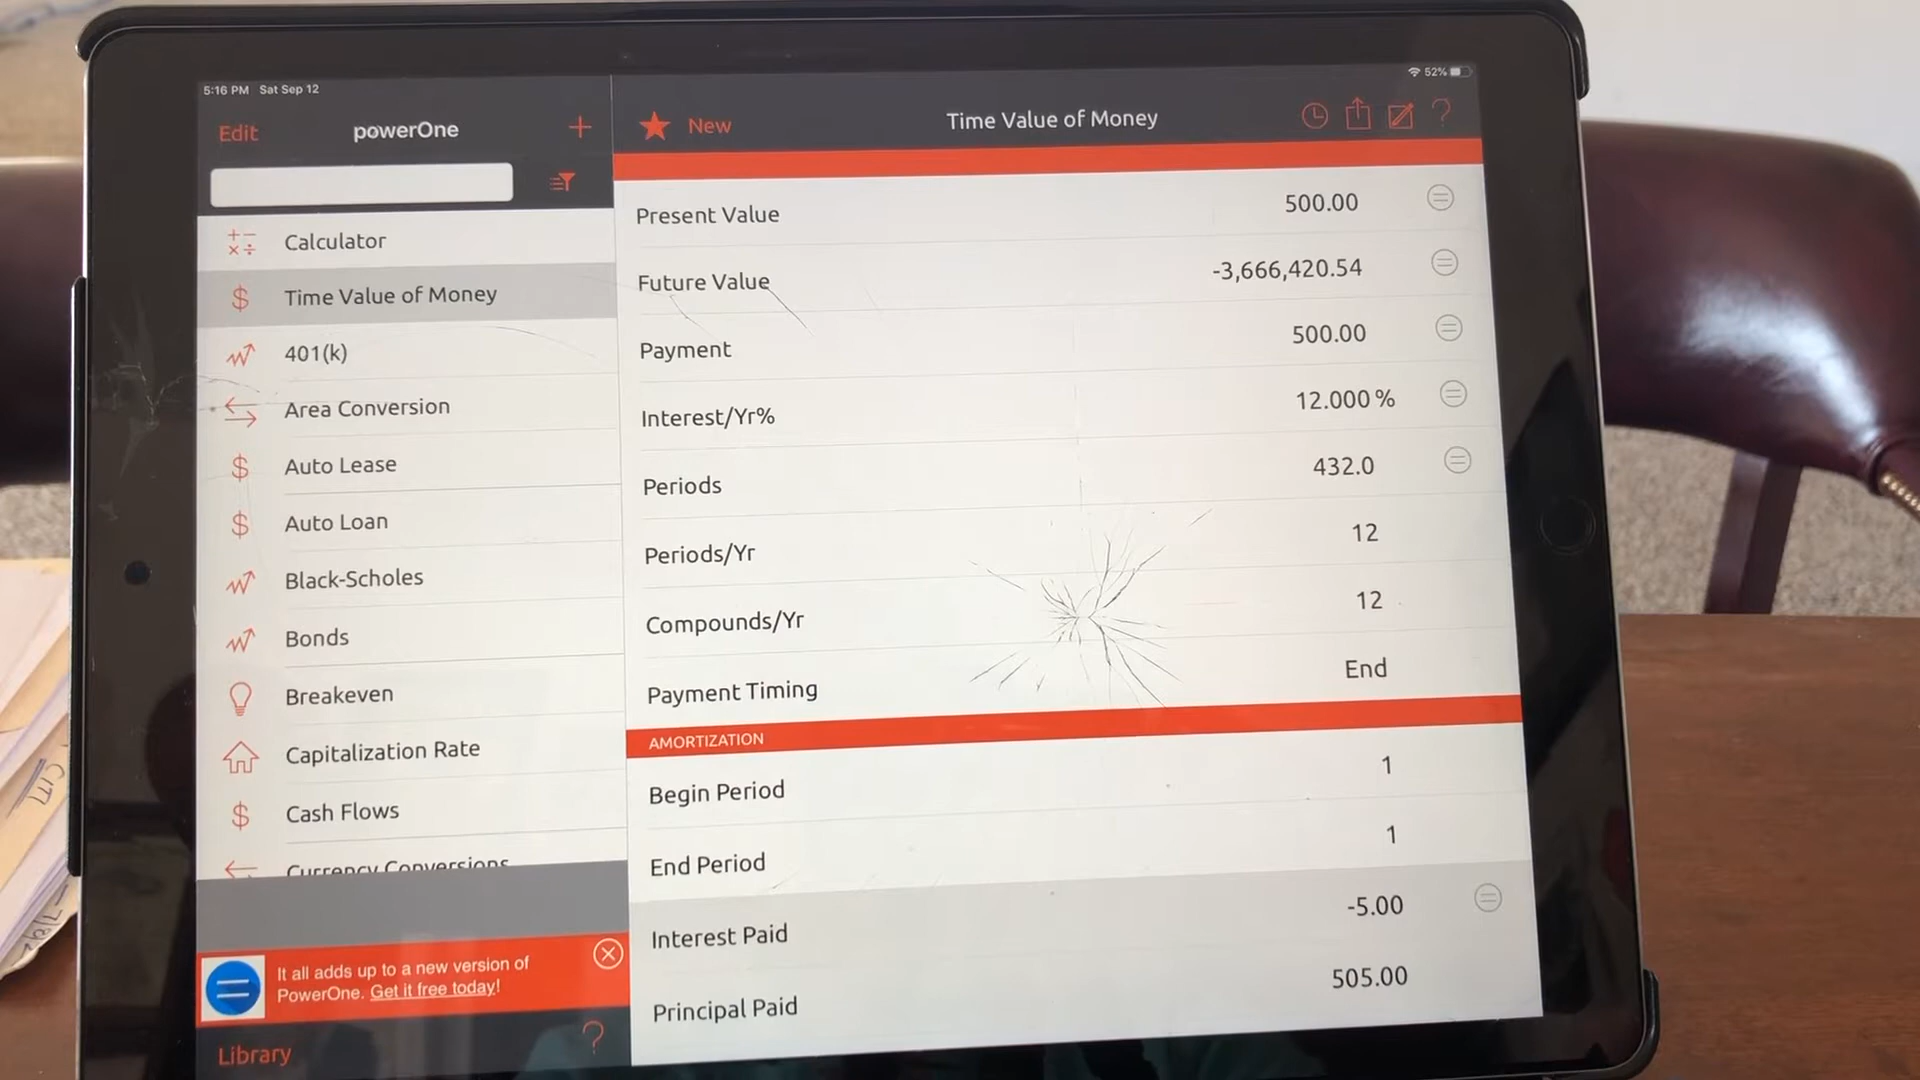 5:16 PM Sat Sep 12
52%
Edit
powerOne
+
New
Time Value of Money
?
Calculator
Time Value of Money
401(k)
Area Conversion
Auto Lease
Auto Loan
Black-Scholes
Bonds
Breakeven
Capitalization Rate
Cash Flows
Currency Conversions
It all adds up to a new version of
PowerOne. Get it free today!
Library
?
Present Value 500.00
Future Value -3,666,420.54
Payment 500.00
Interest/Yr% 12.000 %
Periods 432.0
Periods/Yr 12
Compounds/Yr 12
Payment Timing End
AMORTIZATION
Begin Period 1
End Period 1
Interest Paid -5.00
Principal Paid 505.00